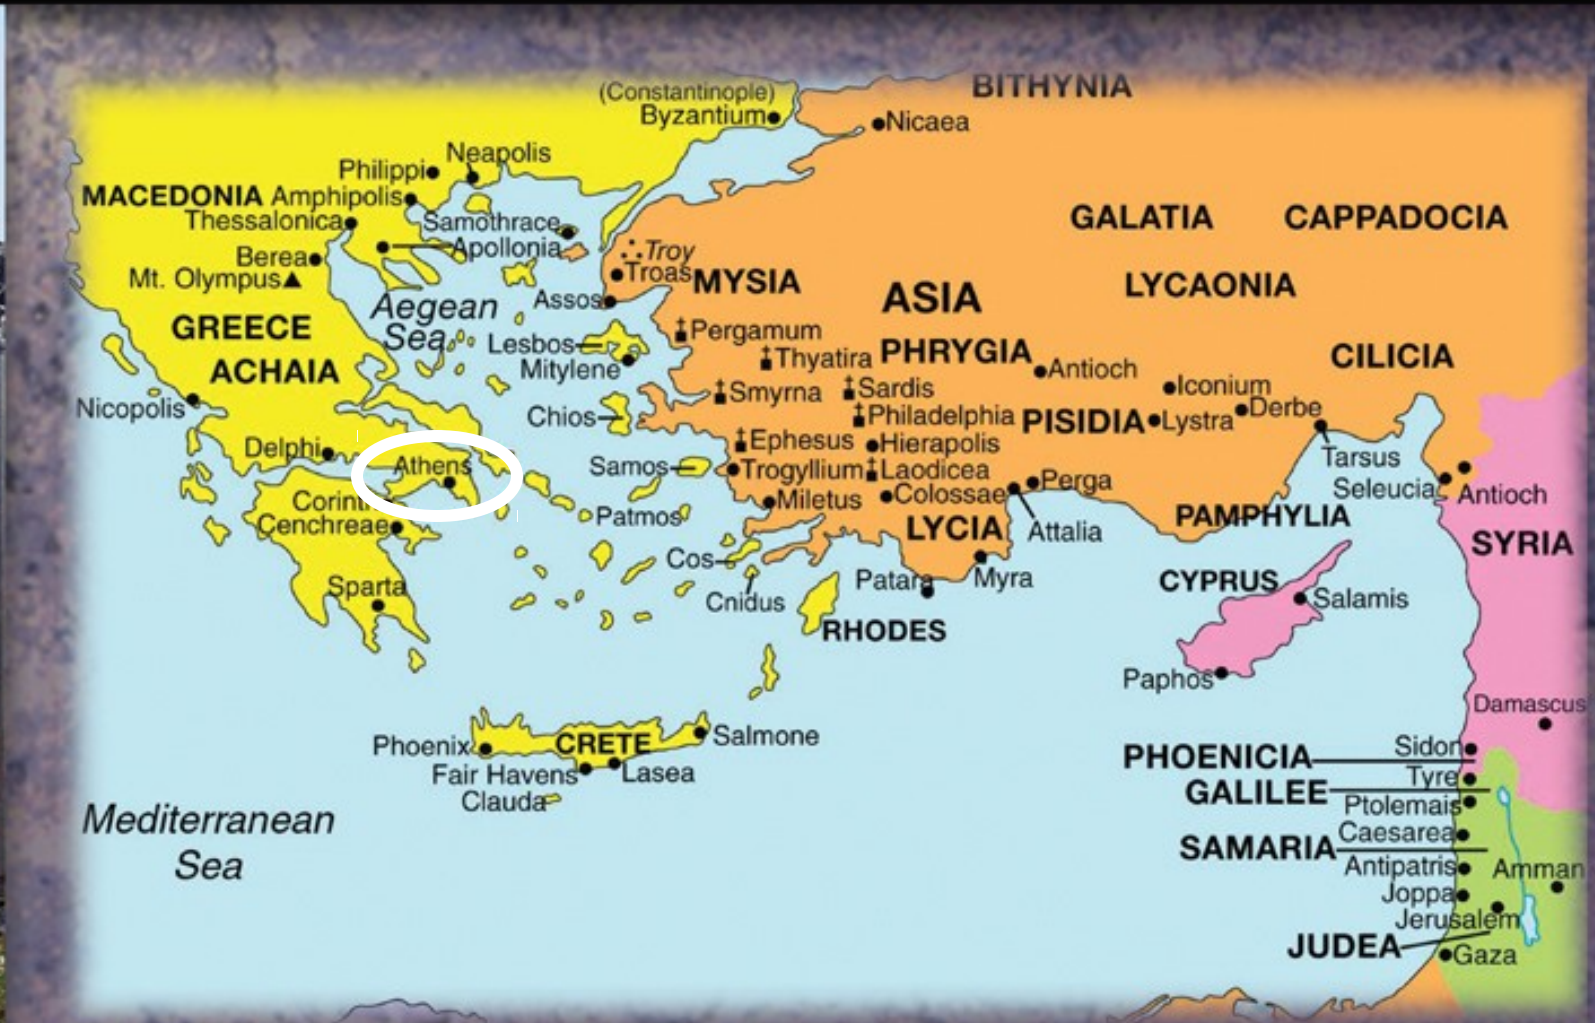 BITHYNIA
(Constantinople)
Byzantium
Nicaea
Neapolis
Philippi
MACEDONIA
Amphipolis
Thessalonica
Samothrace
Apollonia
Berea
Mt. Olympus
Troy
Troas
MYSIA
GALATIA
CAPPADOCIA
LYCAONIA
ASIA
Aegean
Sea
Assos
GREECE
ACHAIA
Lesbos
Mitylene
Pergamum
Thyatira
PHRYGIA
Antioch
CILICIA
Nicopolis
Chios
Smyrna
Sardis
Philadelphia
PISIDIA
Iconium
Lystra
Derbe
Delphi
Athens
Samos
Ephesus
Hierapolis
Trogyllium
Laodicea
Tarsus
Seleucia
Antioch
Cenchreae
Patmos
Miletus
Colossae
Perga
Attalia
PAMPHYLIA
SYRIA
LYCIA
Sparta
Cos
Cnidus
Patara
Myra
RHODES
CYPRUS
Salamis
Paphos
Damascus
Phoenix
CRETE
Salmone
Fair Havens
Lasea
Clauda
PHOENICIA
Sidon
Tyre
GALILEE
Ptolemais
Mediterranean
Sea
SAMARIA
Caesarea
Antipatris
Amman
Joppa
Jerusalem
JUDEA
Gaza